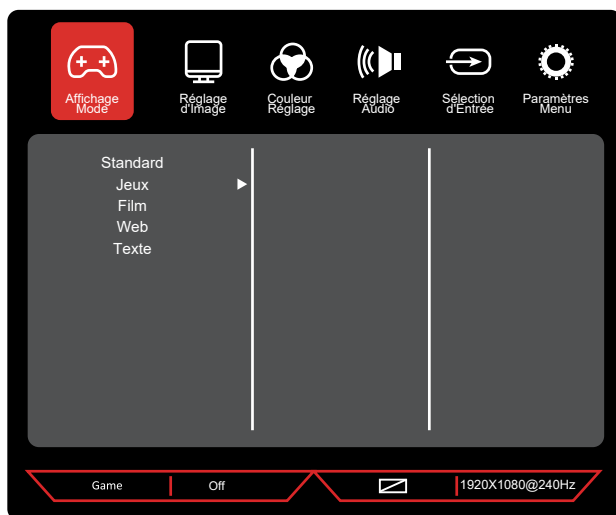 Affichage
Mode
Réglage
d'Image
Couleur
Réglage
Réglage
Audio
Sélection
d'Entrée
Paramètres
Menu
Standard
Jeux
Film
Web
Texte
Game
Off
1920X1080@240Hz